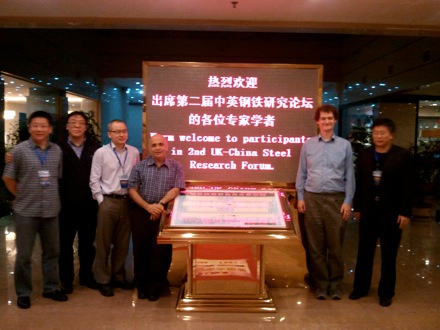 热烈欢迎
出席第二届中英钢铁研究论坛
的各位专家学者
rm welcome to participants
in 2nd UK-China Steel
Research Forum.